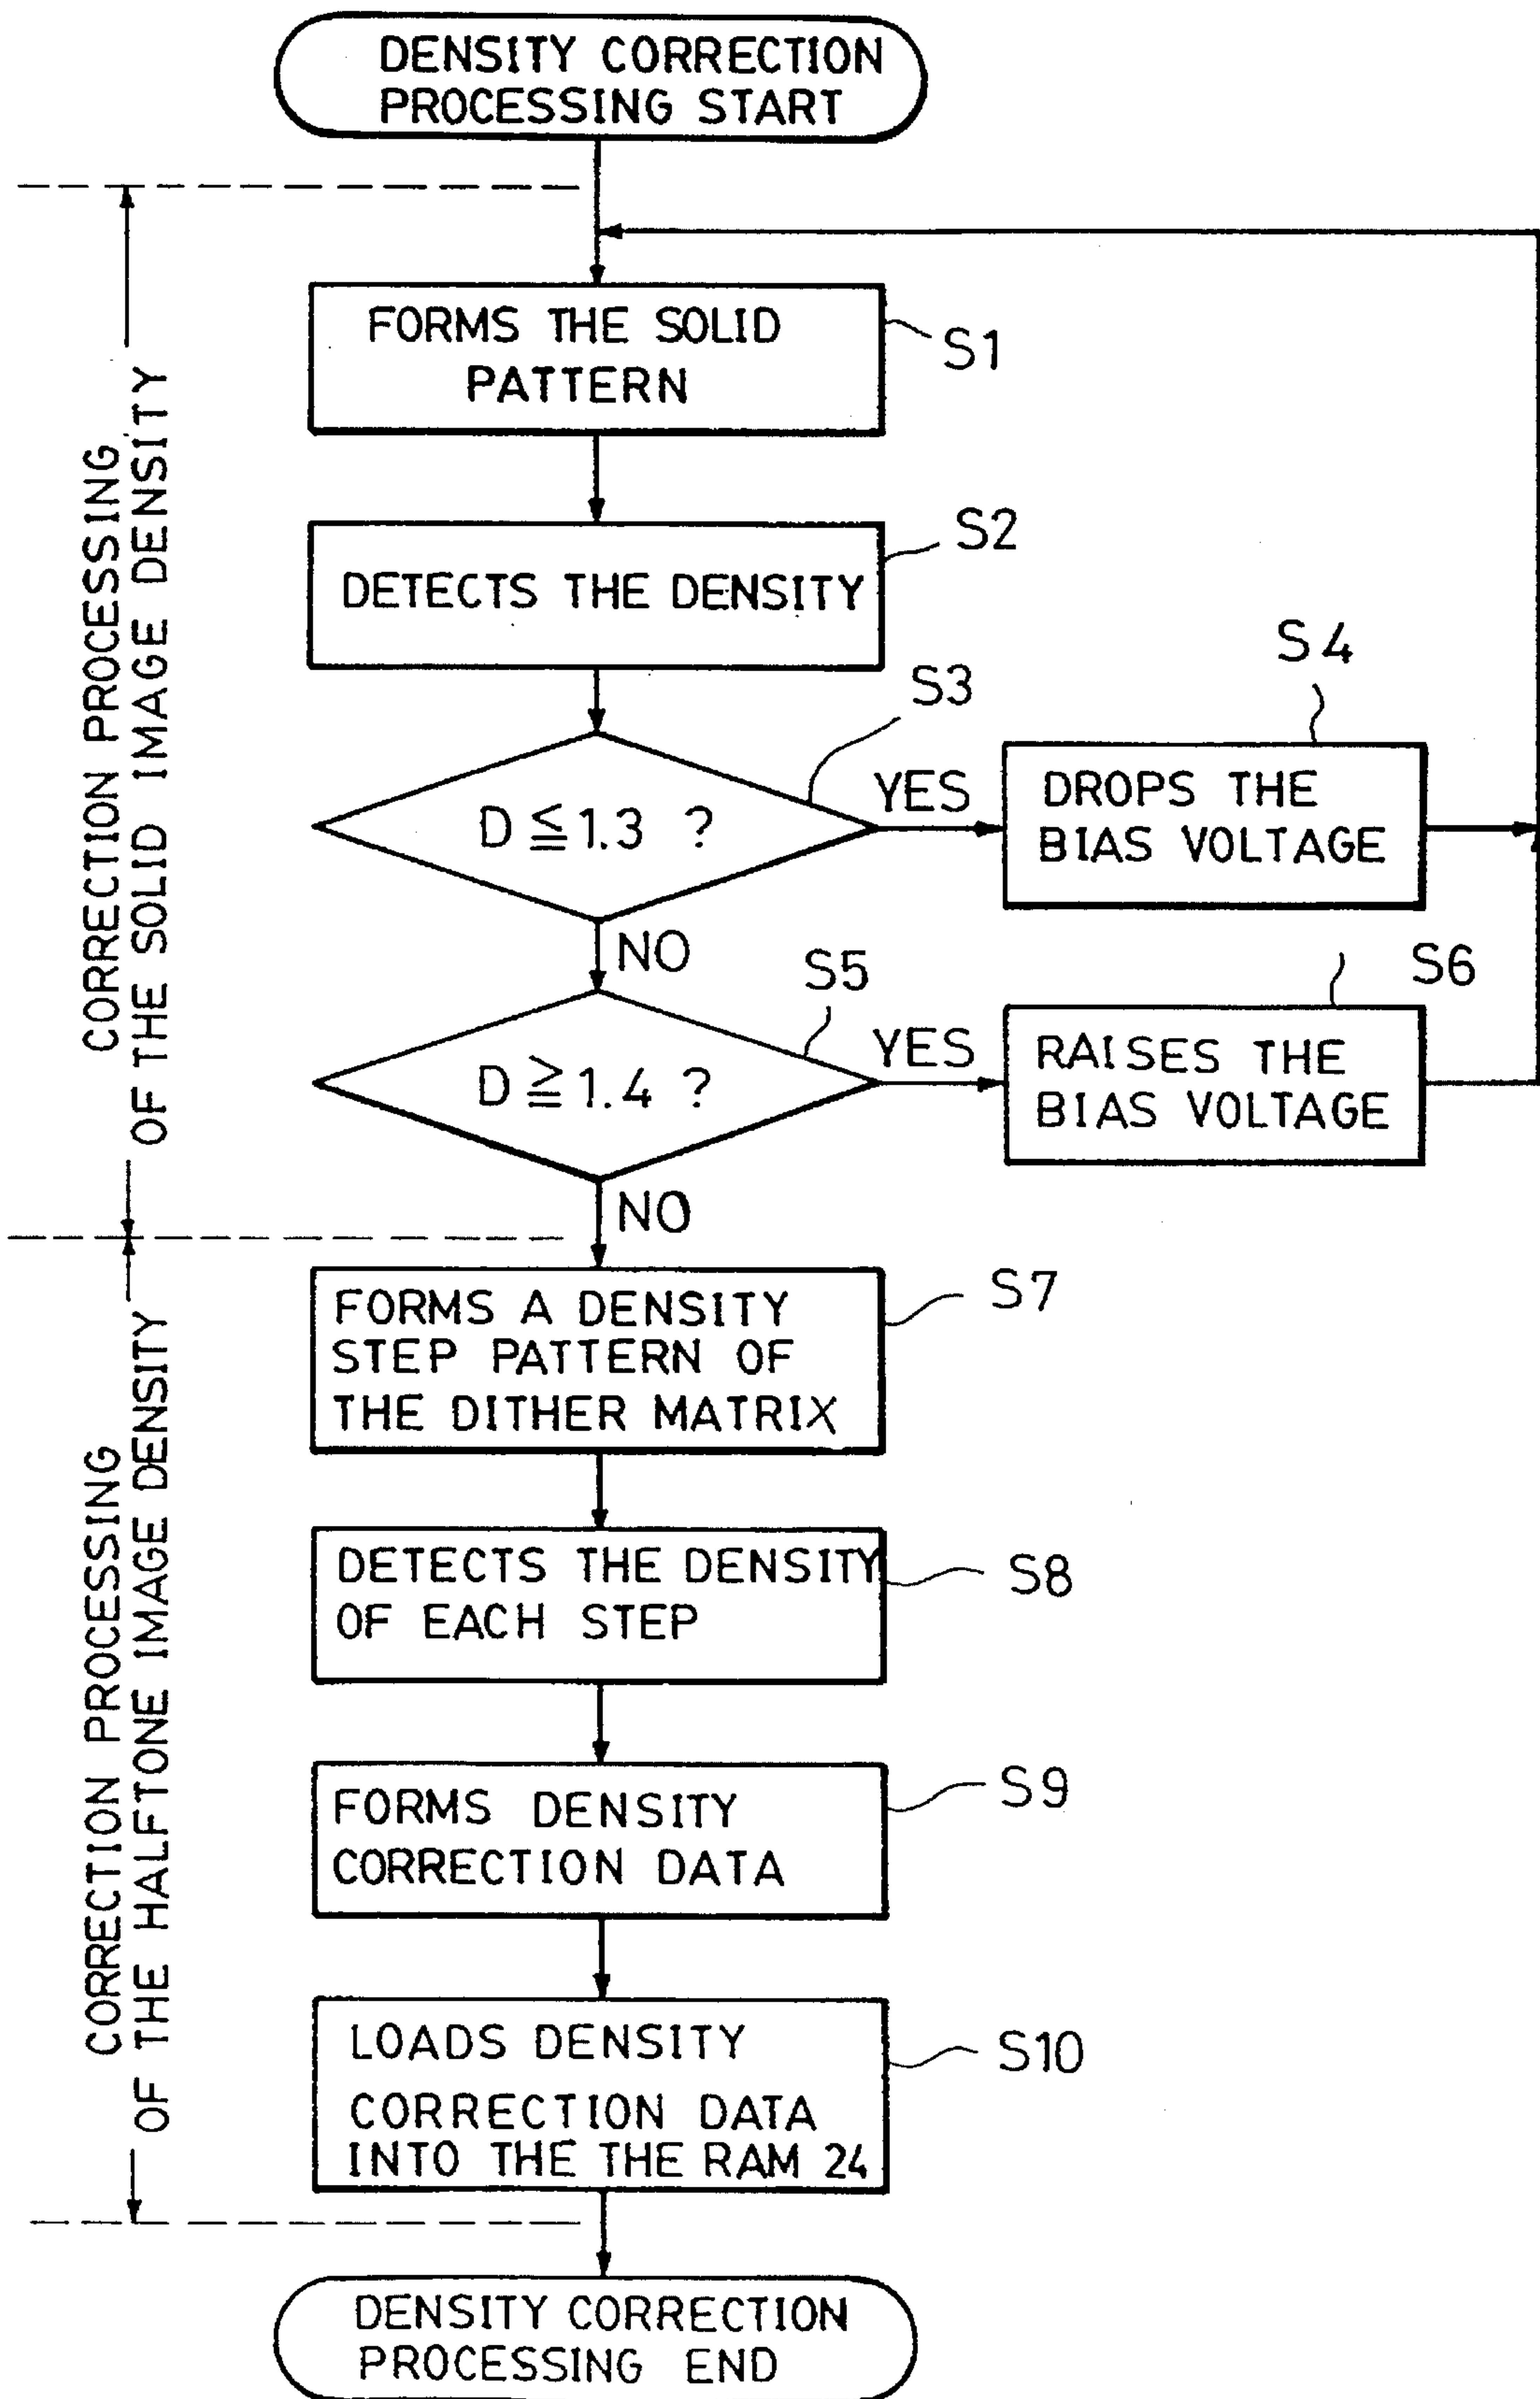 DENSITY CORRECTION
PROCESSING START
CORRECTION PROCESSING
OF THE SOLID IMAGE DENSITY
FORMS THE SOLID
PATTERN
S1
DETECTS THE DENSITY
S2
D ≦ 1.3 ?
S3
YES
NO
DROPS THE
BIAS VOLTAGE
S4
D ≧ 1.4 ?
S5
YES
NO
RAISES THE
BIAS VOLTAGE
S6
CORRECTION PROCESSING
OF THE HALFTONE IMAGE DENSITY
FORMS A DENSITY
STEP PATTERN OF
THE DITHER MATRIX
S7
DETECTS THE DENSITY
OF EACH STEP
S8
FORMS DENSITY
CORRECTION DATA
S9
LOADS DENSITY
CORRECTION DATA
INTO THE THE RAM 24
S10
DENSITY CORRECTION
PROCESSING END